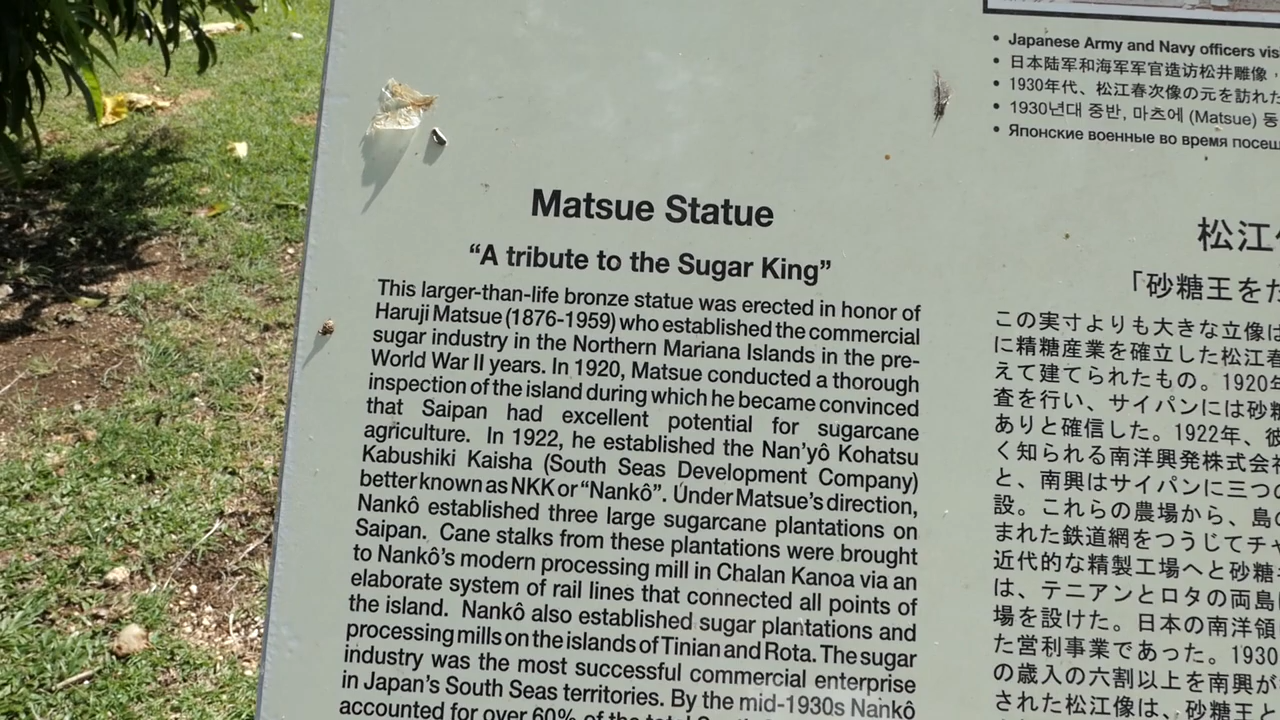 • Japanese Army and Navy officers
• 日本陆军和海军军官造访松井雕像，
• 1930年代、松江春次像の元を訪れた
• 1930년대 중반, 마츠에 (Matsue) 동
• Японские военные во время
Matsue Statue
“A tribute to the Sugar King”
This larger-than-life bronze statue was erected in honor of
Haruji Matsue (1876-1959) who established the commercial
sugar industry in the Northern Mariana Islands in the pre-
World War II years. In 1920, Matsue conducted a thorough
inspection of the island during which he became convinced
that Saipan had excellent potential for sugarcane
agriculture. In 1922, he established the Nan’yô Kohatsu
Kabushiki Kaisha (South Seas Development Company)
better known as NKK or “Nankô”. Under Matsue’s direction,
Nankô established three large sugarcane plantations on
Saipan. Cane stalks from these plantations were brought
to Nankô’s modern processing mill in Chalan Kanoa via an
elaborate system of rail lines that connected all points of
the island. Nankô also established sugar plantations and
processing mills on the islands of Tinian and Rota. The sugar
industry was the most successful commercial enterprise
in Japan’s South Seas territories. By the mid-1930s Nankô
accounted for over 60% of the total
松江
「砂糖王をた
この実寸よりも大きな立像は
に精糖産業を確立した松江春
えて建てられたもの。1920年
査を行い、サイパンには砂糖
ありと確信した。1922年、彼
く知られる南洋興発株式会社
と、南興はサイパンに三つの
設。これらの農場から、島の
まれた鉄道網をつうじてチャ
近代的な精製工場へと砂糖
は、テニアンとロタの両島に
場を設けた。日本の南洋領
た営利事業であった。1930
の歳入の六割以上を南興が
された松江像は、砂糖王と